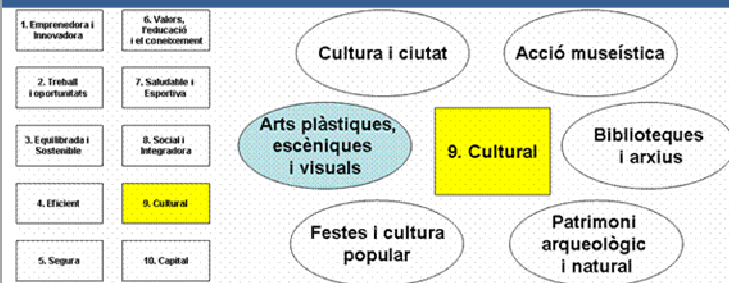 1. Emprenedora i
Innovadora
6. Valors,
l'educació
i el coneixement
2. Treball
i oportunitats
7. Saludable i
Esportiva
3. Equilibrada i
Sostenible
8. Social i
Integradora
4. Eficient
9. Cultural
5. Segura
10. Capital
Cultura i ciutat
Acció museística
Arts plàstiques,
escèniques
i visuals
9. Cultural
Biblioteques
i arxius
Festes i cultura
popular
Patrimoni
arqueològic
i natural